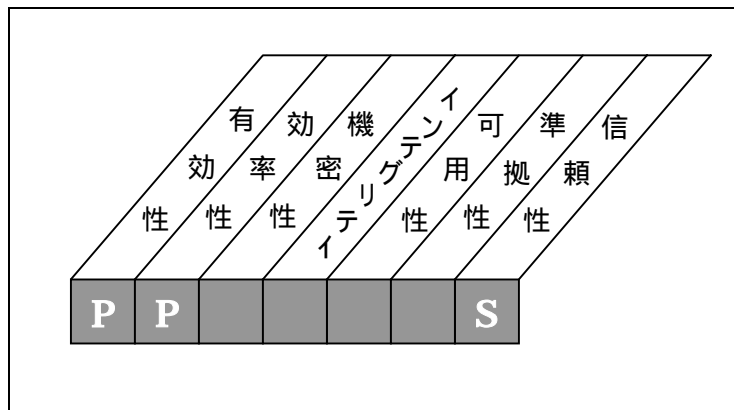 有効性
効率性
機密性
インテグリティ
可用性
準拠性
信頼性
P P S